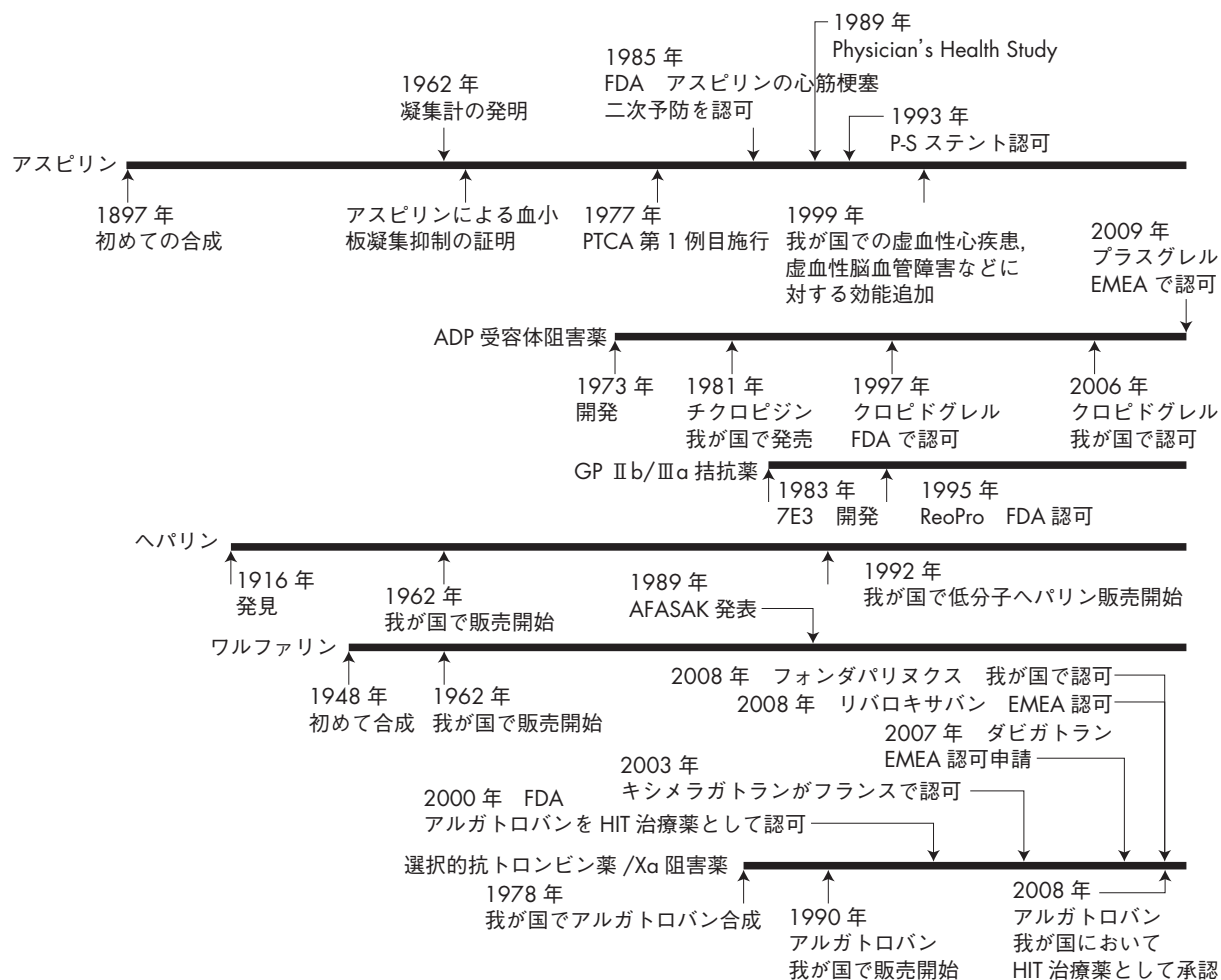 1989 年
Physician’s Health Study
1985 年
FDA　アスピリンの心筋梗塞
二次予防を認可
1962 年
凝集計の発明
1993 年
P-S ステント認可
アスピリン
1897 年
初めての合成
アスピリンによる血小
板凝集抑制の証明
1977 年
PTCA 第 1 例目施行
1999 年
我が国での虚血性心疾患,
虚血性脳血管障害などに
対する効能追加
2009 年
プラスグレル
EMEA で認可
ADP 受容体阻害薬
1973 年
開発
1981 年
チクロピジン
我が国で発売
1997 年
クロピドグレル
FDA で認可
2006 年
クロピドグレル
我が国で認可
GP Ⅱb/Ⅲa 拮抗薬
1983 年
7E3　開発
1995 年
ReoPro　FDA 認可
ヘパリン
1916 年
発見
1962 年
我が国で販売開始
1992 年
我が国で低分子ヘパリン販売開始
1989 年
AFASAK 発表
ワルファリン
1948 年
初めて合成
1962 年
我が国で販売開始
2008 年　フォンダパリヌクス　我が国で認可
2008 年　リバロキサバン　EMEA 認可
2007 年　ダビガトラン
EMEA 認可申請
2003 年
キシメラガトランがフランスで認可
2000 年　FDA
アルガトロバンを HIT 治療薬として認可
選択的抗トロンビン薬 /Xa 阻害薬
1978 年
我が国でアルガトロバン合成
1990 年
アルガトロバン
我が国で販売開始
2008 年
アルガトロバン
我が国において
HIT 治療薬として承認